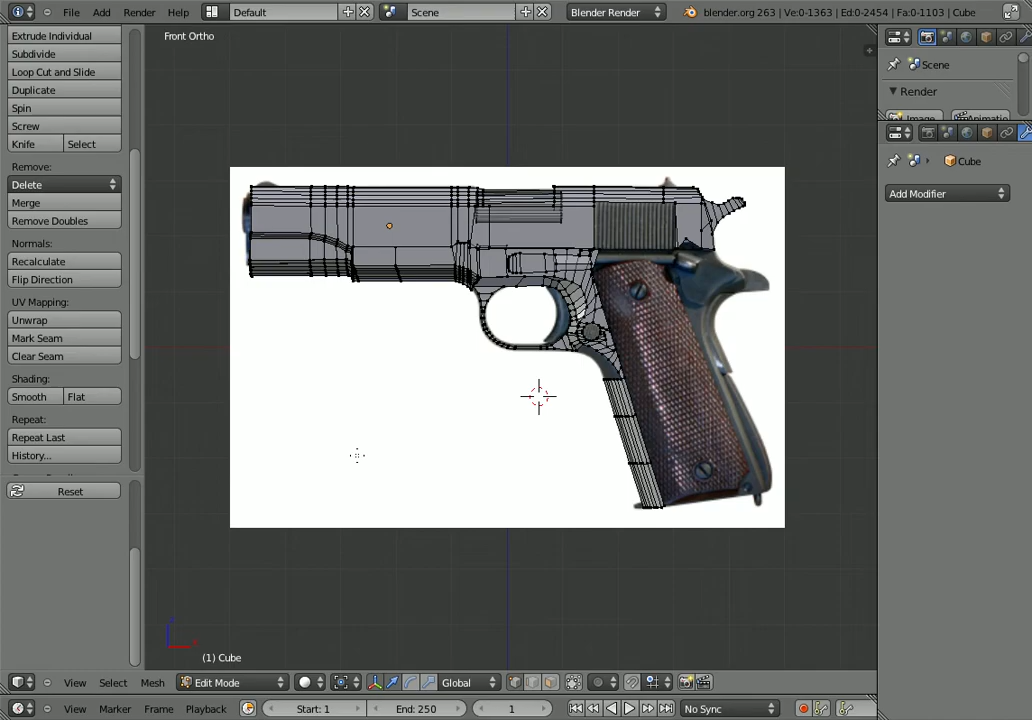 File Add Render Help Default Scene Blender Render blender.org 263 | Ve:0-1363 | Ed:0-2454 | Fa:0-1103 | Cube
Extrude Individual
Subdivide
Loop Cut and Slide
Duplicate
Spin
Screw
Knife Select
Remove:
Delete
Merge
Remove Doubles
Normals:
Recalculate
Flip Direction
UV Mapping:
Unwrap
Mark Seam
Clear Seam
Shading:
Smooth Flat
Repeat:
Repeat Last
History...
Reset
Front Ortho
(1) Cube
Scene
Render
Image Animatio
Cube
Add Modifier
View Select Mesh Edit Mode Global
View Marker Frame Playback Start: 1 End: 250 1 No Sync